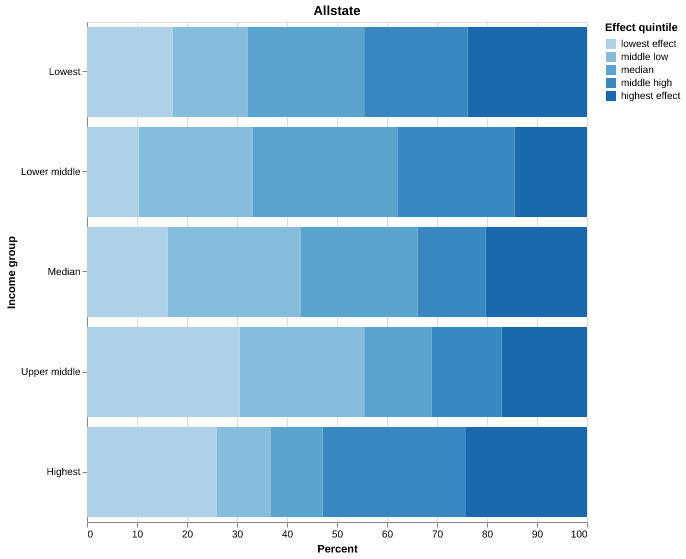 Allstate
Effect quintile
lowest effect
middle low
median
middle high
highest effect
Income group
Lowest
Lower middle
Median
Upper middle
Highest
0 10 20 30 40 50 60 70 80 90 100
Percent